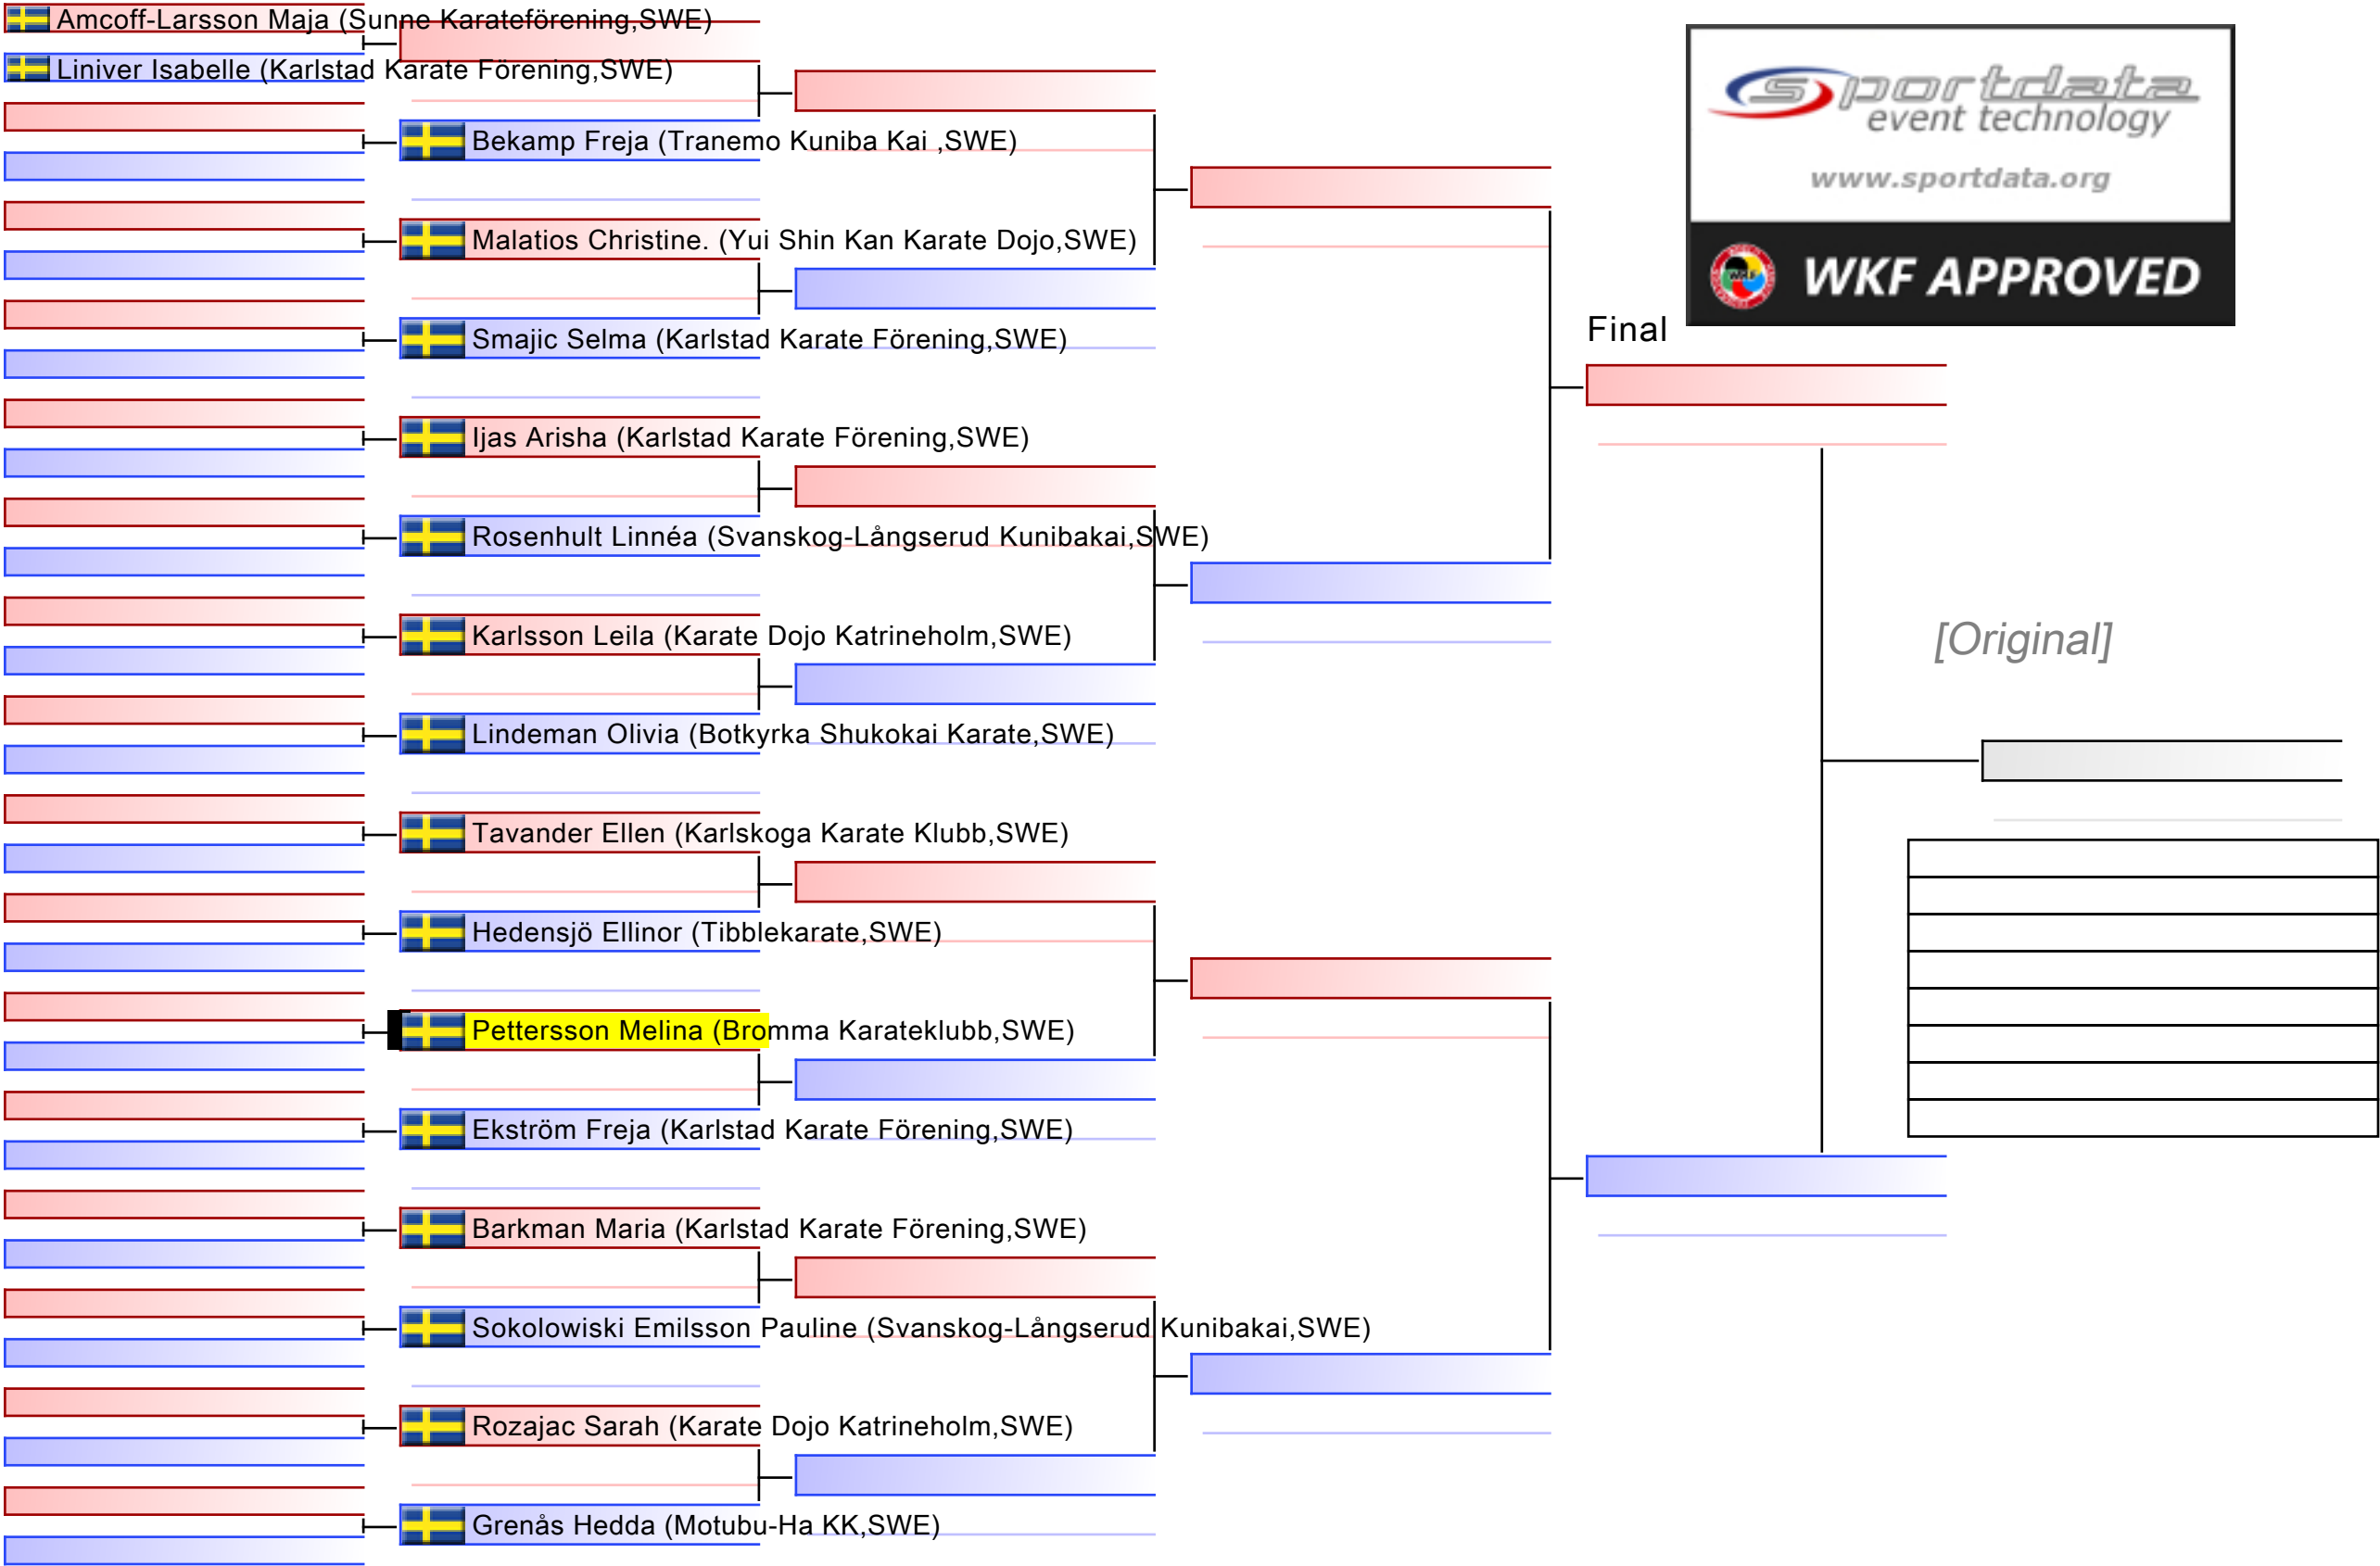 Amcoff-Larsson Maja (Sunne Karateförening,SWE)
Liniver Isabelle (Karlstad Karate Förening,SWE)
Bekamp Freja (Tranemo Kuniba Kai ,SWE)
Malatios Christine. (Yui Shin Kan Karate Dojo,SWE)
Smajic Selma (Karlstad Karate Förening,SWE)
Ijas Arisha (Karlstad Karate Förening,SWE)
Rosenhult Linnéa (Svanskog-Långserud Kunibakai,SWE)
Karlsson Leila (Karate Dojo Katrineholm,SWE)
Lindeman Olivia (Botkyrka Shukokai Karate,SWE)
Tavander Ellen (Karlskoga Karate Klubb,SWE)
Hedensjö Ellinor (Tibblekarate,SWE)
Pettersson Melina (Bromma Karateklubb,SWE)
Ekström Freja (Karlstad Karate Förening,SWE)
Barkman Maria (Karlstad Karate Förening,SWE)
Sokolowiski Emilsson Pauline (Svanskog-Långserud Kunibakai,SWE)
Rozajac Sarah (Karate Dojo Katrineholm,SWE)
Grenås Hedda (Motubu-Ha KK,SWE)
sportdata
event technology
www.sportdata.org
WKF APPROVED
Final
[Original]